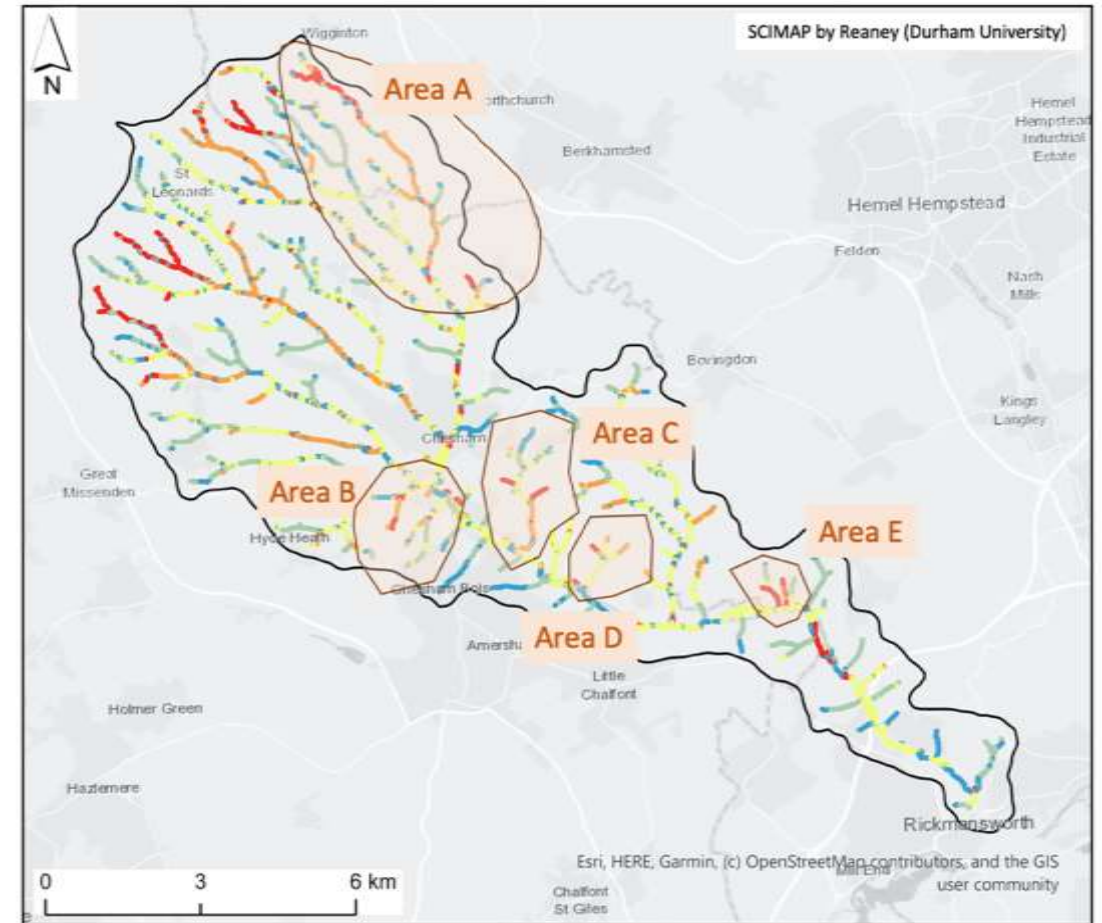 Wigginton
SCIMAP by Reaney (Durham University)
N
Area A
orthchurch
Hemel
Hempstead
Industrial
Estate
Berkhamsted
St
Leonards
Hemel Hempstead
Felden
Nash
Mills
Bovingdon
Kings
Langley
Chesham
Area C
Great
Missenden
Area B
Hyde Heath
Area E
Chesham Bois
Amersha
Area D
Little
Chalfont
Holmer Green
Hazlemere
Rickmansworth
Esri, HERE, Garmin, (c) OpenStreetMap contributors, and the GIS
user community
Mill End
0 3 6 km
Chalfont
St Giles
e